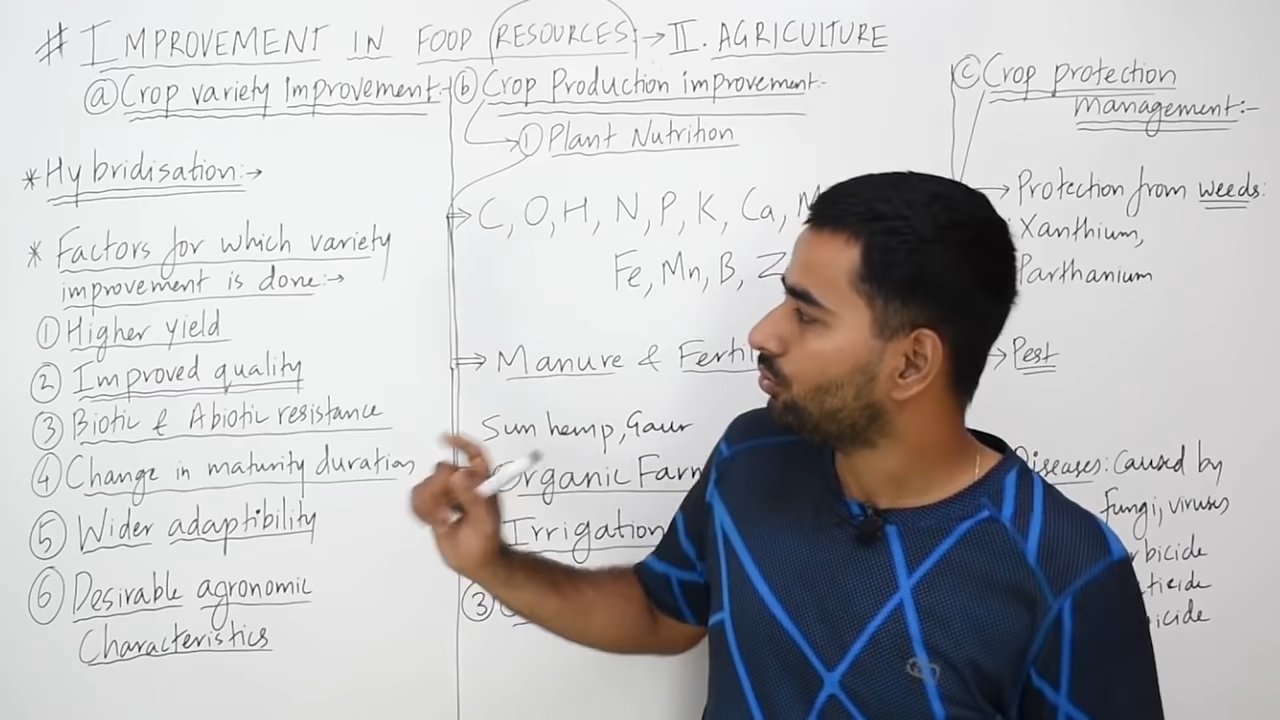 # IMPROVEMENT IN FOOD RESOURCES → II. AGRICULTURE
ⓐ Crop variety improvement:-
* Hybridisation:→
* Factors for which variety
improvement is done:→
① Higher yield
② Improved quality
③ Biotic & Abiotic resistance
④ Change in maturity duration
⑤ Wider adaptibility
⑥ Desirable agronomic
Characteristics
ⓑ Crop Production improvement:-
→ ① Plant Nutrition
⇒ C, O, H, N, P, K, Ca,
Fe, Mn, B,
⇒ Manure &
Sun hemp, Gaur
Organic
Irrigation
③
ⓒ Crop protection
management:-
→ Protection from weeds:
Xanthium,
Parthanium
→ Pest
Diseases: Caused by
fungi, viruses